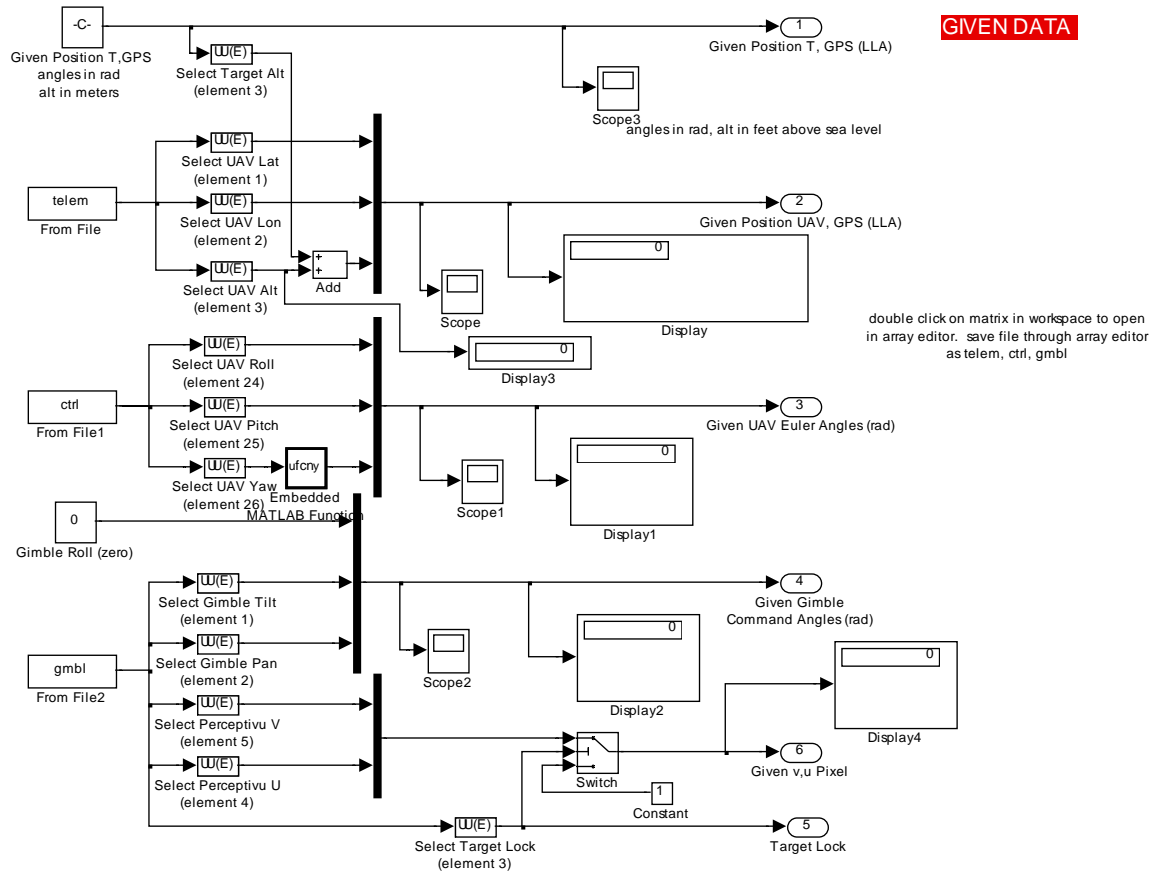 -C-
Given Position T,GPS
angles in rad
alt in meters
1
Given Position T, GPS (LLA)
GIVEN DATA
U U(E)
Select Target Alt
(element 3)
Scope3
angles in rad, alt in feet above sea level
U U(E)
Select UAV Lat
(element 1)
telem
From File
U U(E)
Select UAV Lon
(element 2)
2
Given Position UAV, GPS (LLA)
U U(E)
Select UAV Alt
(element 3)
+
+
Add
Scope
0
Display
double click on matrix in workspace to open
in array editor. save file through array editor
as telem, ctrl, gmbl
U U(E)
Select UAV Roll
(element 24)
0
Display3
ctrl
From File1
U U(E)
Select UAV Pitch
(element 25)
3
Given UAV Euler Angles (rad)
U U(E)
Select UAV Yaw
(element 26)
ufcny
Embedded
MATLAB Function
Scope1
0
Display1
0
Gimble Roll (zero)
U U(E)
Select Gimble Tilt
(element 1)
4
Given Gimble
Command Angles (rad)
U U(E)
Select Gimble Pan
(element 2)
gmbl
From File2
Scope2
0
Display2
0
Display4
U U(E)
Select Perceptivu V
(element 5)
U U(E)
Select Perceptivu U
(element 4)
Switch
6
Given v,u Pixel
1
Constant
U U(E)
Select Target Lock
(element 3)
5
Target Lock